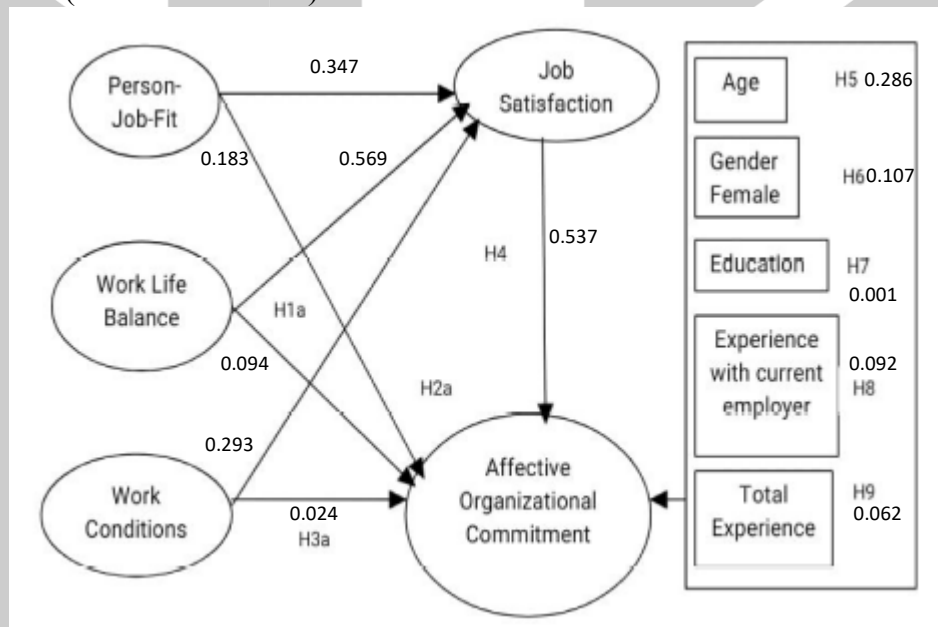 0.347
Person-
Job-Fit
Job
Satisfaction
Age
H5 0.286
0.183
0.569
Gender
Female
H6 0.107
0.537
H4
Education
H7
0.001
Work Life
Balance
H1a
0.094
Experience
with current
employer
0.092
H8
H2a
0.293
Work
Conditions
0.024
H3a
Affective
Organizational
Commitment
Total
Experience
H9
0.062